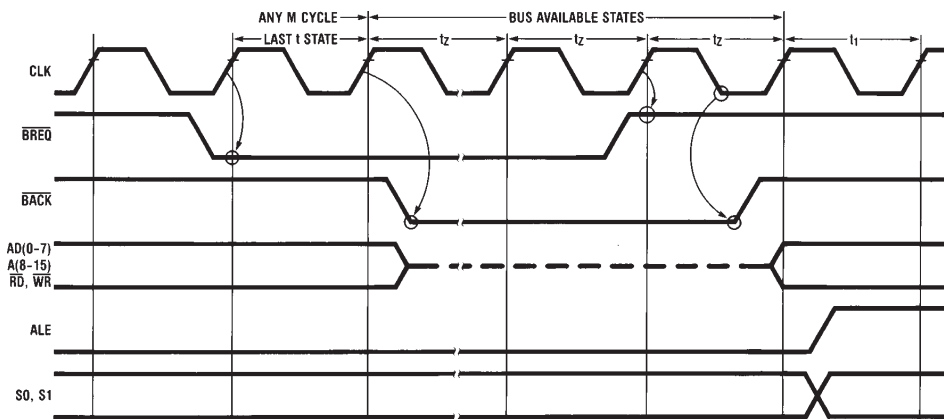 ANY M CYCLE
BUS AVAILABLE STATES
LAST t STATE
tZ
tZ
tZ
t1
CLK
BREQ
BACK
AD(0-7)
A(8-15)
RD, WR
ALE
S0, S1